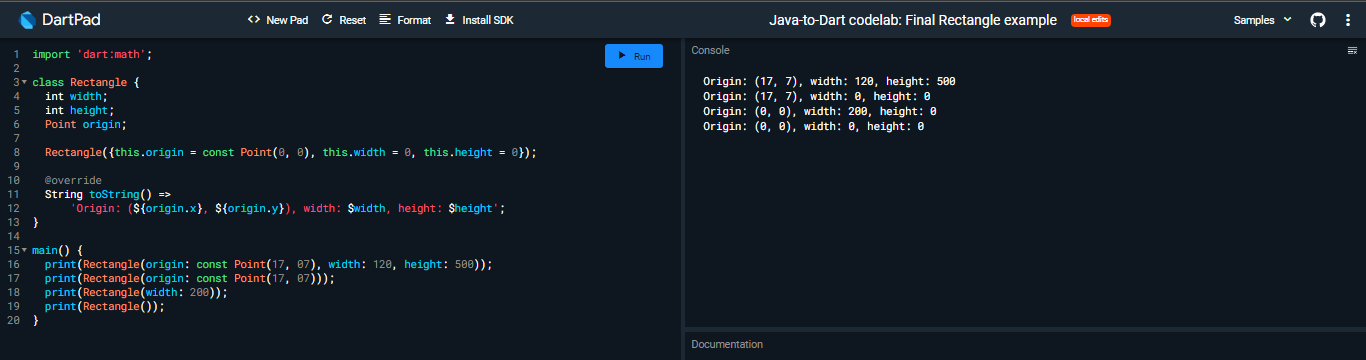 DartPad
<> New Pad
Reset
Format
Install SDK
Java-to-Dart codelab: Final Rectangle example
local edits
Samples
Run
1 import 'dart:math';
2
3 class Rectangle {
4   int width;
5   int height;
6   Point origin;
7
8   Rectangle({this.origin = const Point(0, 0), this.width = 0, this.height = 0});
9
10   @override
11   String toString() =>
12       'Origin: (${origin.x}, ${origin.y}), width: $width, height: $height';
13 }
14
15 main() {
16   print(Rectangle(origin: const Point(17, 07), width: 120, height: 500));
17   print(Rectangle(origin: const Point(17, 07)));
18   print(Rectangle(width: 200));
19   print(Rectangle());
20 }
Console
Origin: (17, 7), width: 120, height: 500
Origin: (17, 7), width: 0, height: 0
Origin: (0, 0), width: 200, height: 0
Origin: (0, 0), width: 0, height: 0
Documentation